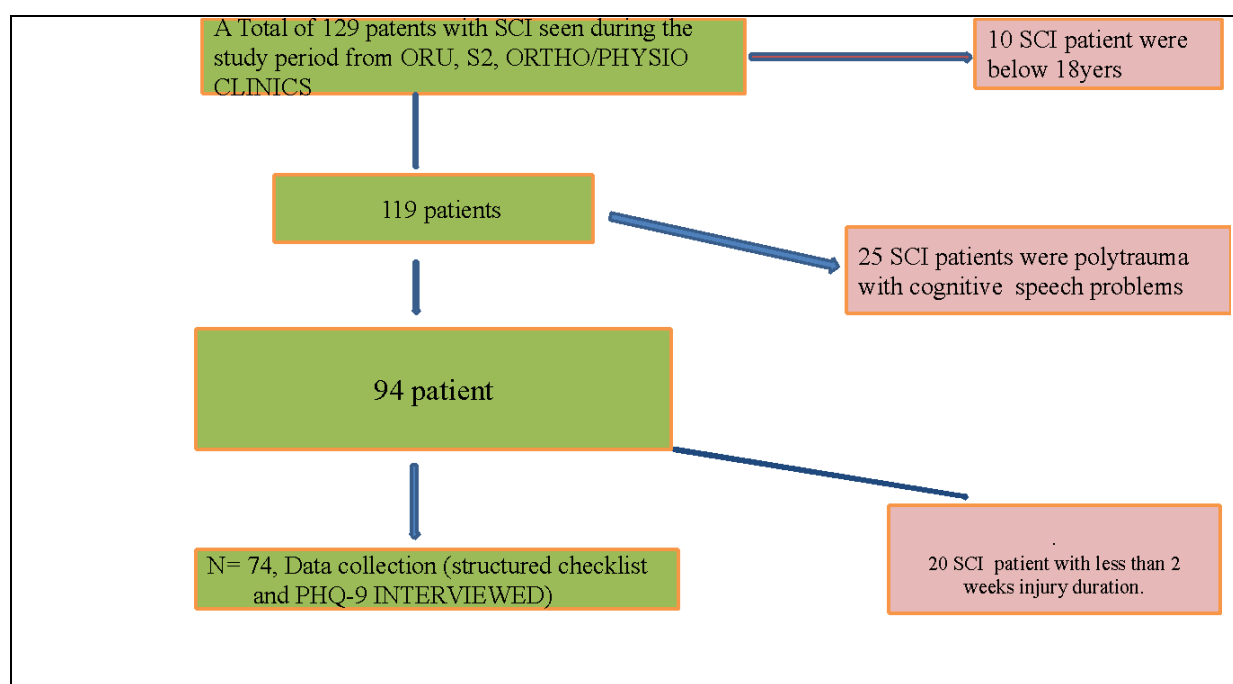 A Total of 129 patents with SCI seen during the
study period from ORU, S2, ORTHO/PHYSIO
CLINICS
10 SCI patient were
below 18yers
119 patients
25 SCI patients were polytrauma
with cognitive speech problems
94 patient
N= 74, Data collection (structured checklist
and PHQ-9 INTERVIEWED)
.
20 SCI patient with less than 2
weeks injury duration.